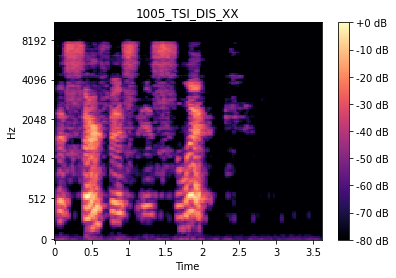 1005_TSI_DIS_XX
Hz
8192
4096
2048
1024
512
0
0 0.5 1 1.5 2 2.5 3 3.5
Time
+0 dB
-10 dB
-20 dB
-30 dB
-40 dB
-50 dB
-60 dB
-70 dB
-80 dB